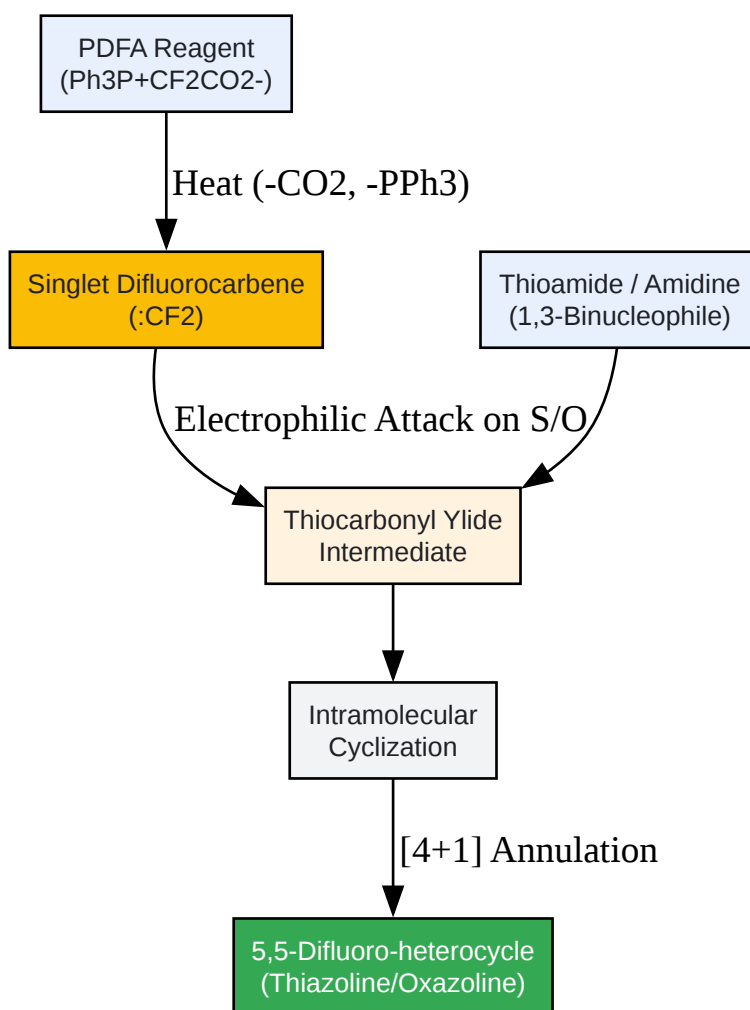 PDFA Reagent
(Ph3P+CF2CO2-)
Heat (-CO2, -PPh3)
Singlet Difluorocarbene
(:CF2)
Thioamide / Amidine
(1,3-Binucleophile)
Electrophilic Attack on S/O
Thiocarbonyl Ylide
Intermediate
Intramolecular
Cyclization
[4+1] Annulation
5,5-Difluoro-heterocycle
(Thiazoline/Oxazoline)